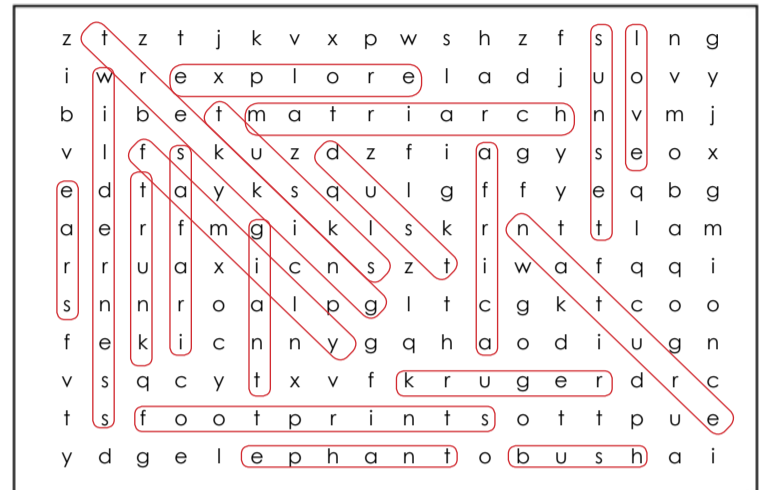 z t z t j k v x p w s h z f s l n g
i w r e x p l o r e l a d j u o v y
b i b e t m a t r i a r c h n v m j
v l f s k u z d z f i a g y s e o x
e d t a y k s q u l g f f y e q b g
a e r f m g i k l s k r n t t l a m
r r u a x i c n s z t i w a f q q i
s n n r o a l p g l t c g k t c o o
f e k i c n n y g q h a o d i u g n
v s q c y t x v f k r u g e r d r c
t s f o o t p r i n t s o t t p u e
y d g e l e p h a n t o b u s h a i